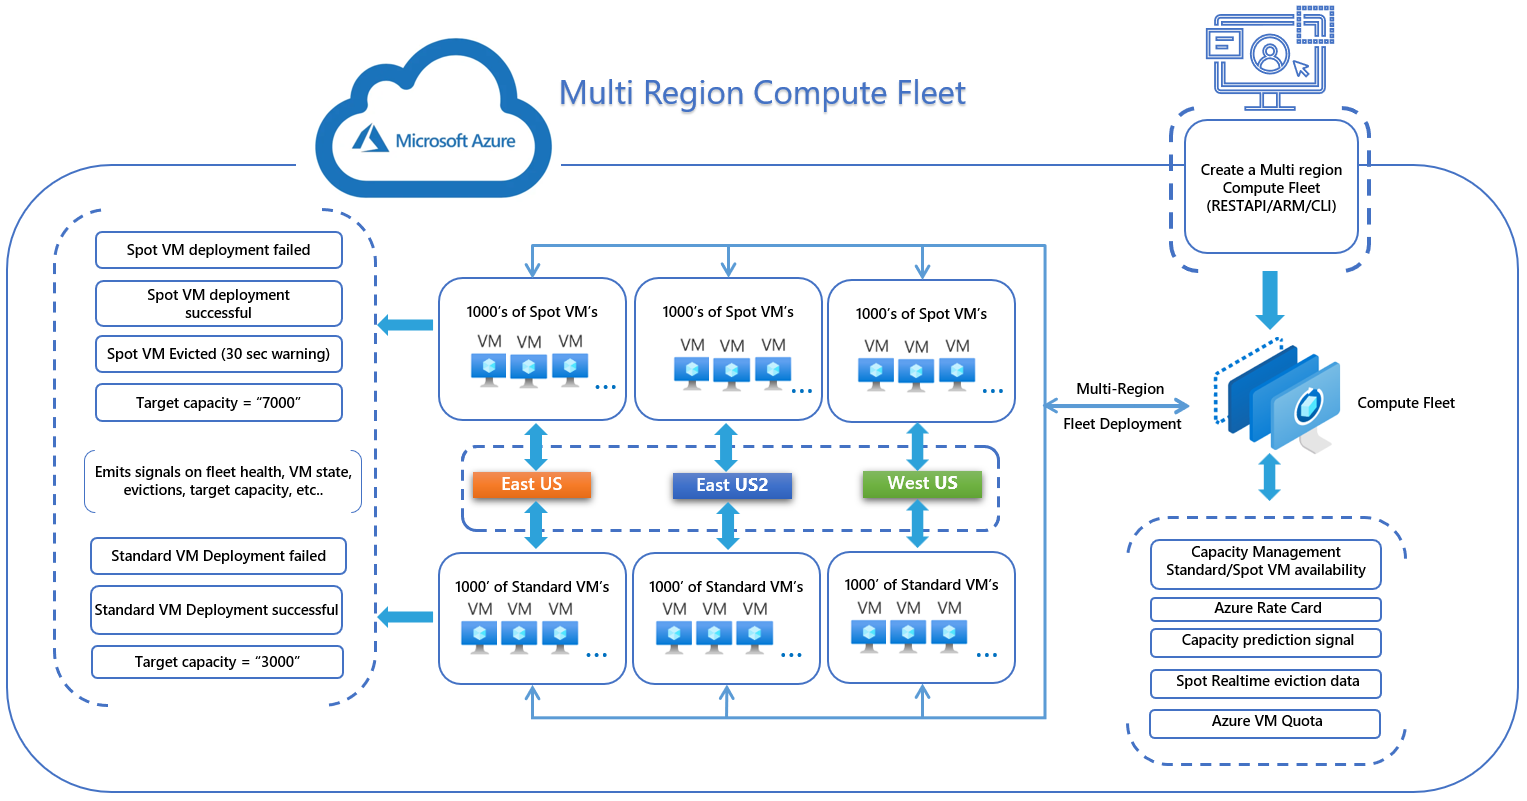 Multi Region Compute Fleet
Microsoft Azure
Create a Multi region
Compute Fleet
(RESTAPI/ARM/CLI)
Spot VM deployment failed
Spot VM deployment
successful
Spot VM Evicted (30 sec warning)
Target capacity = “7000”
Emits signals on fleet health, VM state,
evictions, target capacity, etc..
Standard VM Deployment failed
Standard VM Deployment successful
Target capacity = “3000”
1000’s of Spot VM’s
VM VM VM
...
1000’s of Spot VM’s
VM VM VM
...
1000’s of Spot VM’s
VM VM VM
...
East US
East US2
West US
1000’ of Standard VM’s
VM VM VM
...
1000’ of Standard VM’s
VM VM VM
...
1000’ of Standard VM’s
VM VM VM
...
Multi-Region
Fleet Deployment
Compute Fleet
Capacity Management
Standard/Spot VM availability
Azure Rate Card
Capacity prediction signal
Spot Realtime eviction data
Azure VM Quota